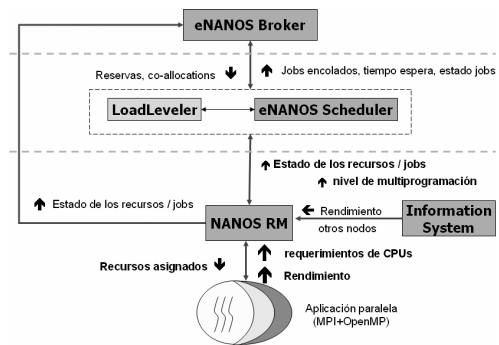 eNANOS Broker
Reservas, co-allocations
Jobs encolados, tiempo espera, estado jobs
LoadLeveler
eNANOS Scheduler
Estado de los recursos / jobs
nivel de multiprogramación
Estado de los recursos / jobs
NANOS RM
Rendimiento
otros nodos
Information
System
Recursos asignados
requerimientos de CPUs
Rendimiento
Aplicación paralela
(MPI+OpenMP)